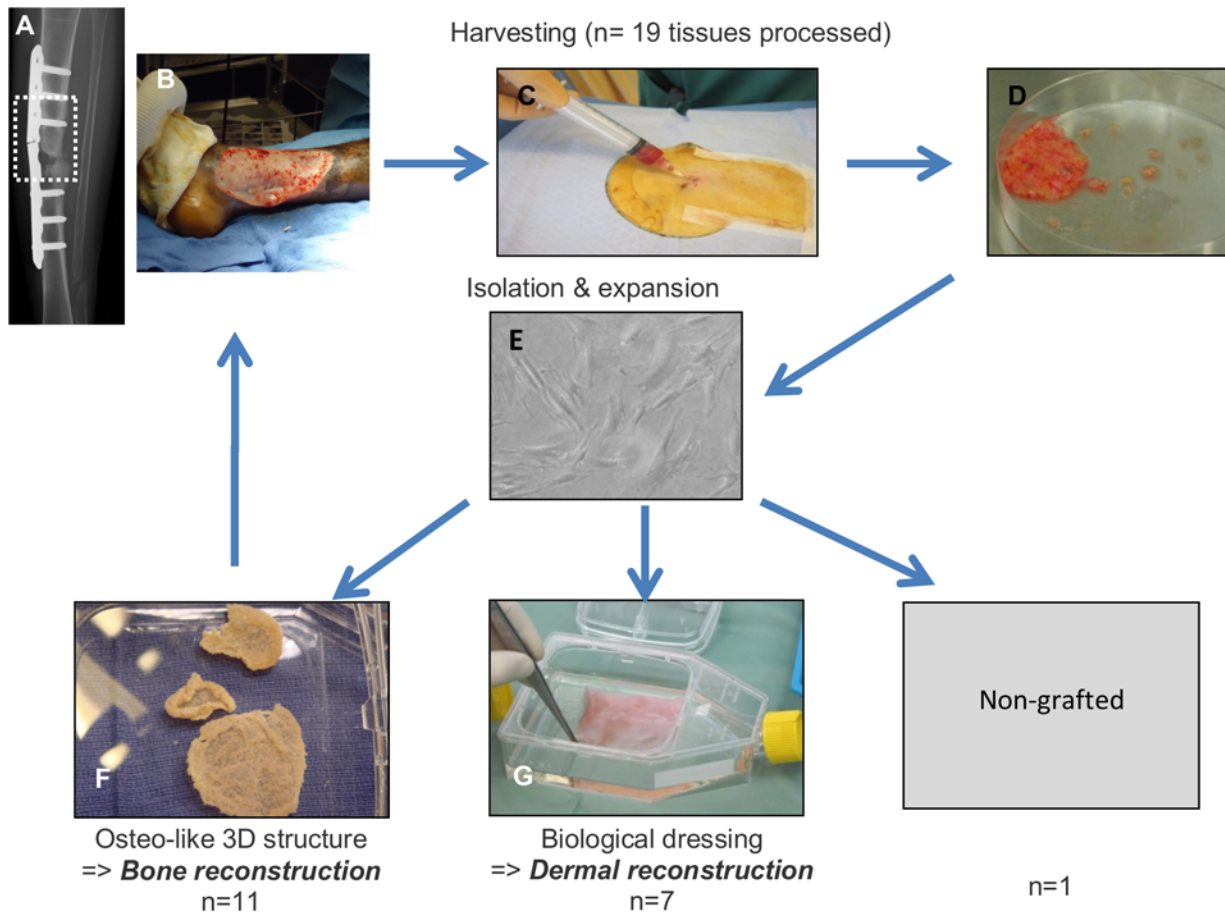 A
Harvesting (n= 19 tissues processed)
B
C
D
Isolation & expansion
E
F
G
Non-grafted
Osteo-like 3D structure
=> Bone reconstruction
n=11
Biological dressing
=> Dermal reconstruction
n=7
n=1